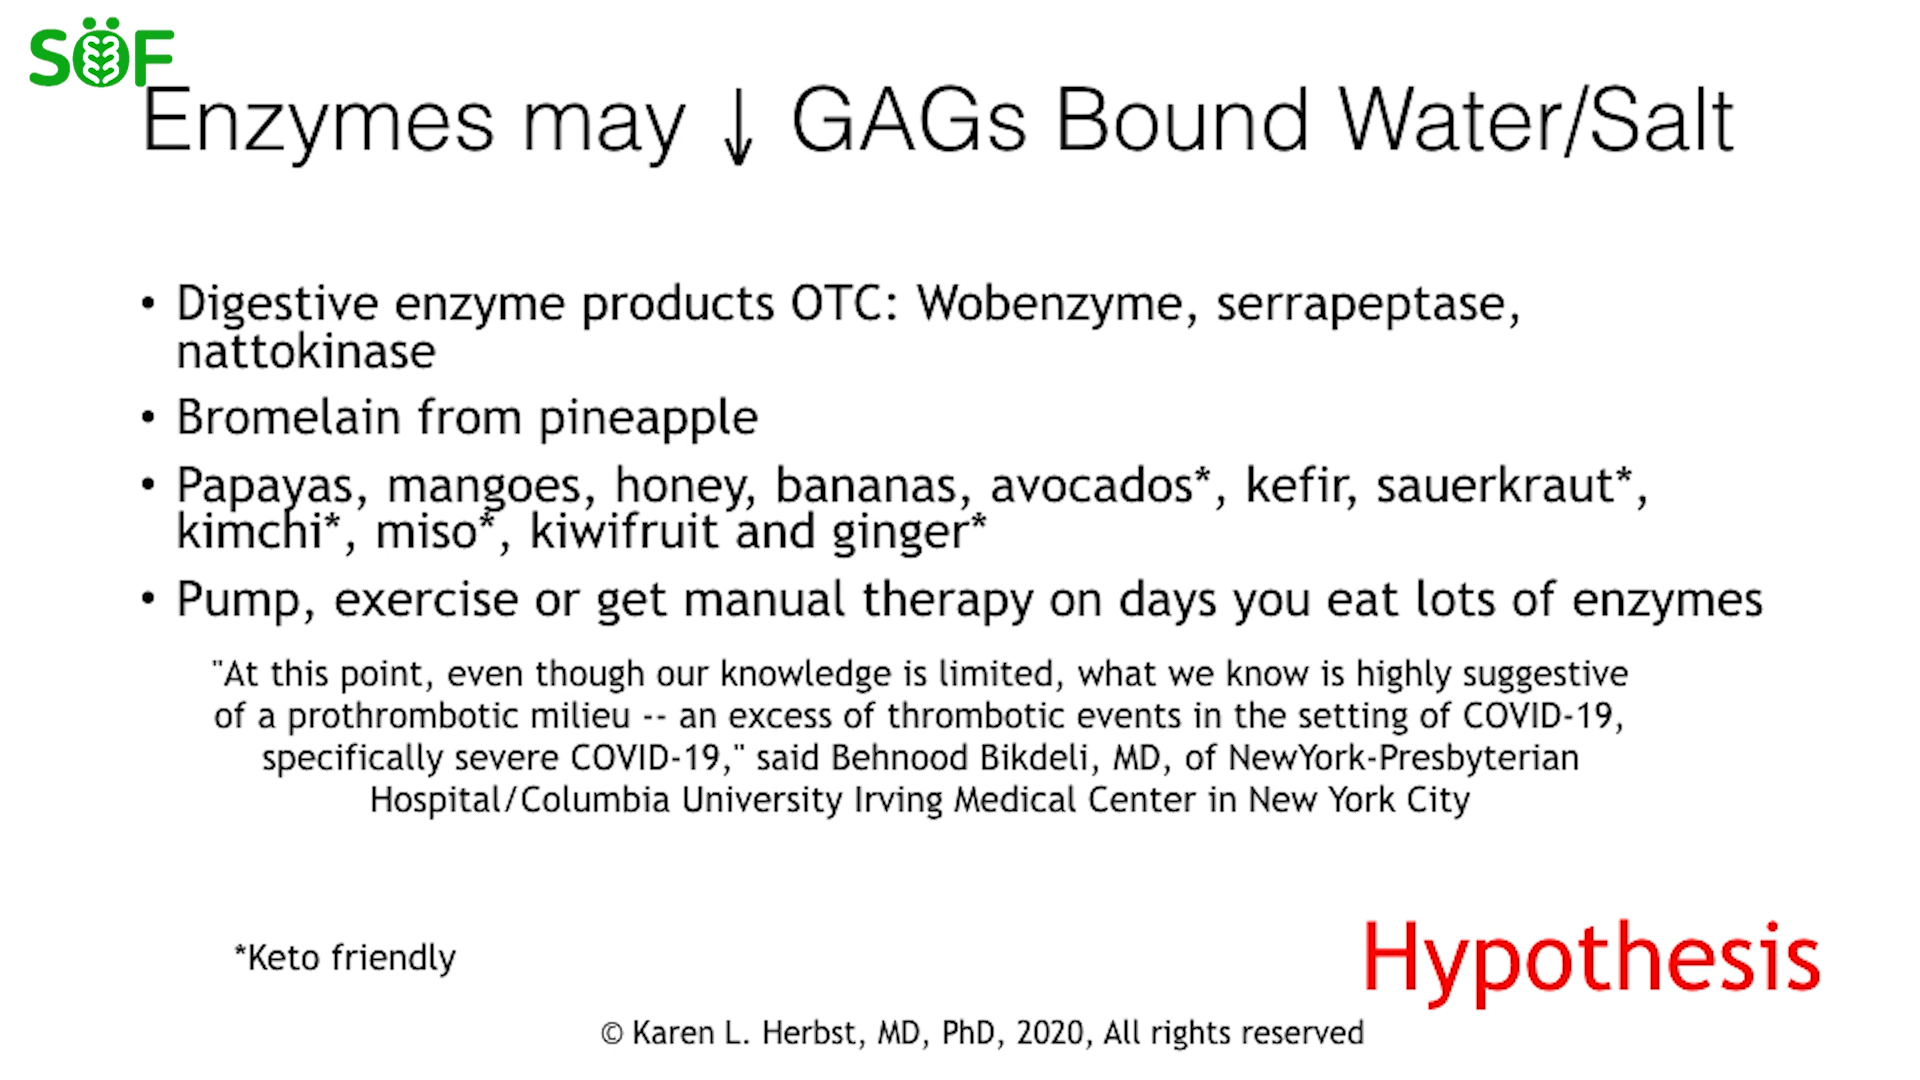 SÖF
Enzymes may ↓ GAGs Bound Water/Salt
• Digestive enzyme products OTC: Wobenzyme, serrapeptase,
nattokinase
• Bromelain from pineapple
• Papayas, mangoes, honey, bananas, avocados*, kefir, sauerkraut*,
kimchi*, miso*, kiwifruit and ginger*
• Pump, exercise or get manual therapy on days you eat lots of enzymes
"At this point, even though our knowledge is limited, what we know is highly suggestive
of a prothrombotic milieu -- an excess of thrombotic events in the setting of COVID-19,
specifically severe COVID-19," said Behnood Bikdeli, MD, of NewYork-Presbyterian
Hospital/Columbia University Irving Medical Center in New York City
*Keto friendly
Hypothesis
© Karen L. Herbst, MD, PhD, 2020, All rights reserved